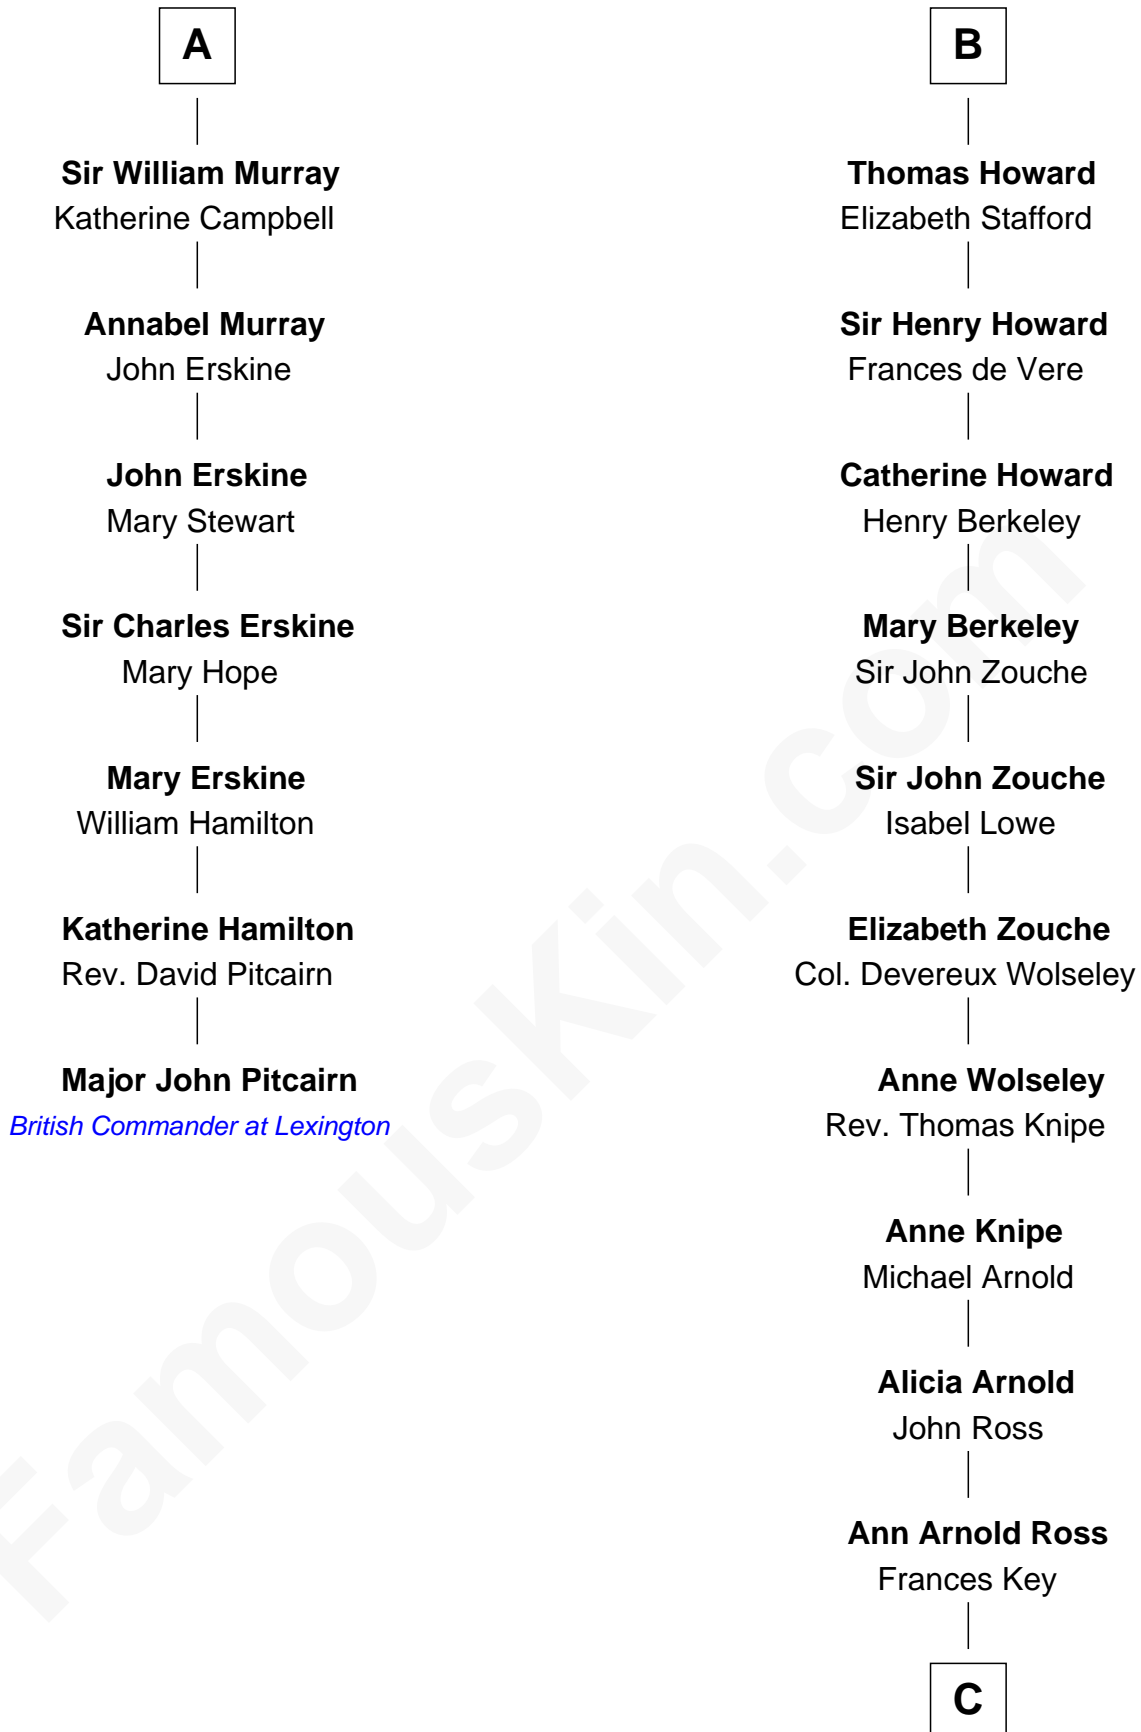 A
Sir William Murray
Katherine Campbell
Annabel Murray
John Erskine
John Erskine
Mary Stewart
Sir Charles Erskine
Mary Hope
Mary Erskine
William Hamilton
Katherine Hamilton
Rev. David Pitcairn
Major John Pitcairn
British Commander at Lexington
B
Thomas Howard
Elizabeth Stafford
Sir Henry Howard
Frances de Vere
Catherine Howard
Henry Berkeley
Mary Berkeley
Sir John Zouche
Sir John Zouche
Isabel Lowe
Elizabeth Zouche
Col. Devereux Wolseley
Anne Wolseley
Rev. Thomas Knipe
Anne Knipe
Michael Arnold
Alicia Arnold
John Ross
Ann Arnold Ross
Frances Key
C
FamousKin.com